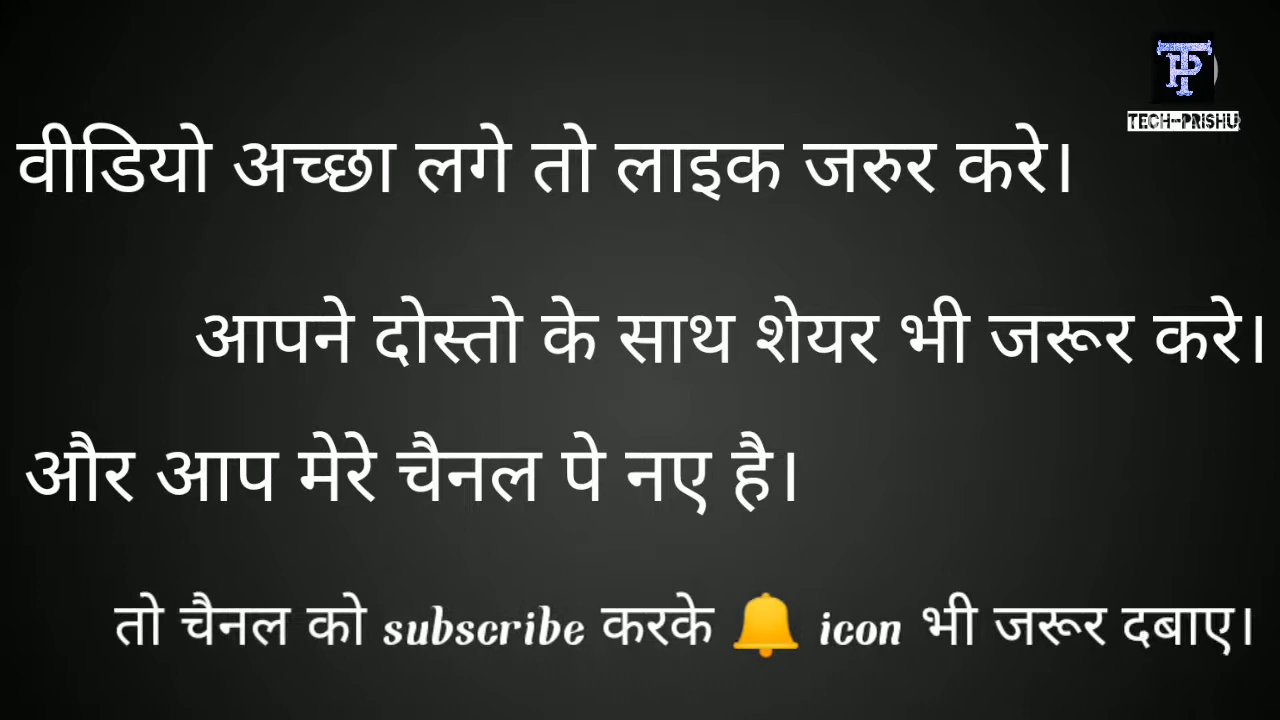 TP
TECH-PRISHU
वीडियो अच्छा लगे तो लाइक जरुर करे।
आपने दोस्तो के साथ शेयर भी जरूर करे।
और आप मेरे चैनल पे नए है।
तो चैनल को subscribe करके 🔔 icon भी जरूर दबाए।